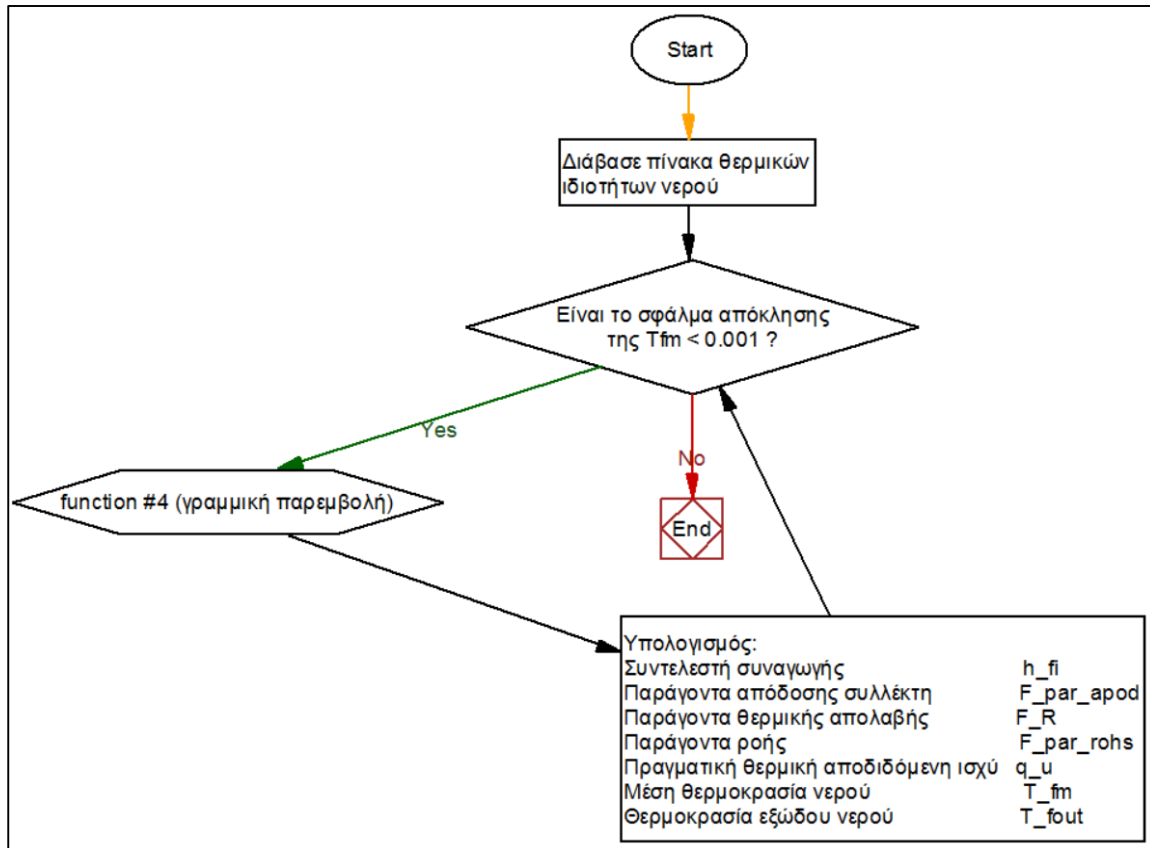 Start
Διάβασε πίνακα θερμικών
ιδιοτήτων νερού
Είναι το σφάλμα απόκλησης
της Tfm < 0.001 ?
Yes
No
function #4 (γραμμική παρεμβολή)
End
Υπολογισμός:
Συντελεστή συναγωγής h_fi
Παράγοντα απόδοσης συλλέκτη F_par_apod
Παράγοντα θερμικής απολαβής F_R
Παράγοντα ροής F_par_rohs
Πραγματική θερμική αποδιδόμενη ισχύ q_u
Μέση θερμοκρασία νερού T_fm
Θερμοκρασία εξώδου νερού T_fout